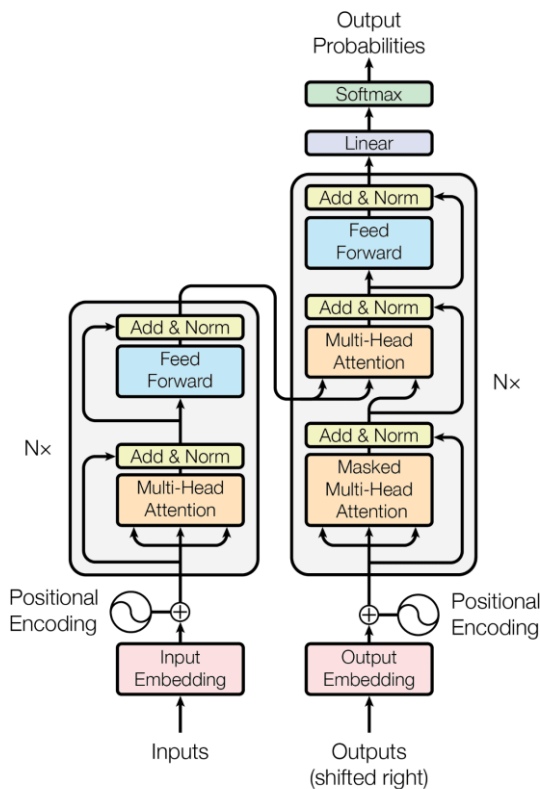 Output
Probabilities
Softmax
Linear
Add & Norm
Feed
Forward
Add & Norm
Multi-Head
Attention
Add & Norm
Masked
Multi-Head
Attention
N×
Add & Norm
Feed
Forward
Add & Norm
Multi-Head
Attention
N×
Positional
Encoding
Input
Embedding
Inputs
Positional
Encoding
Output
Embedding
Outputs
(shifted right)